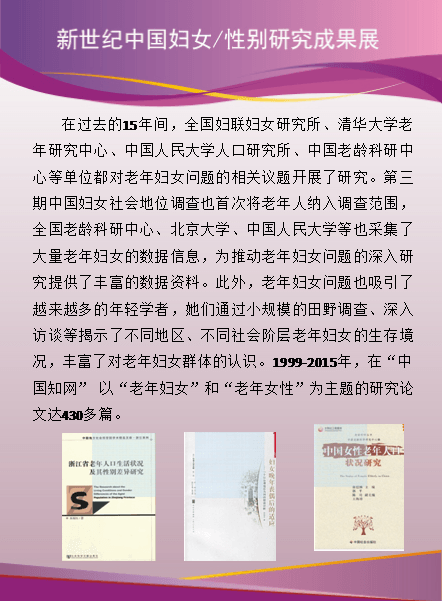 新世纪中国妇女/性别研究成果展
在过去的15年间，全国妇联妇女研究所、清华大学老
年研究中心、中国人民大学人口研究所、中国老龄科研中
心等单位都对老年妇女问题的相关议题开展了研究。第三
期中国妇女社会地位调查也首次将老年人纳入调查范围，
全国老龄科研中心、北京大学、中国人民大学等也采集了
大量老年妇女的数据信息，为推动老年妇女问题的深入研
究提供了丰富的数据资料。此外，老年妇女问题也吸引了
越来越多的年轻学者，她们通过小规模的田野调查、深入
访谈等揭示了不同地区、不同社会阶层老年妇女的生存境
况，丰富了对老年妇女群体的认识。1999-2015年，在“中
国知网” 以“老年妇女”和“老年女性”为主题的研究论
文达430多篇。
浙江省老年人口生活状况
及其性别差异研究
妇女晚年丧偶后的适应
中国女性老年人口
状况研究